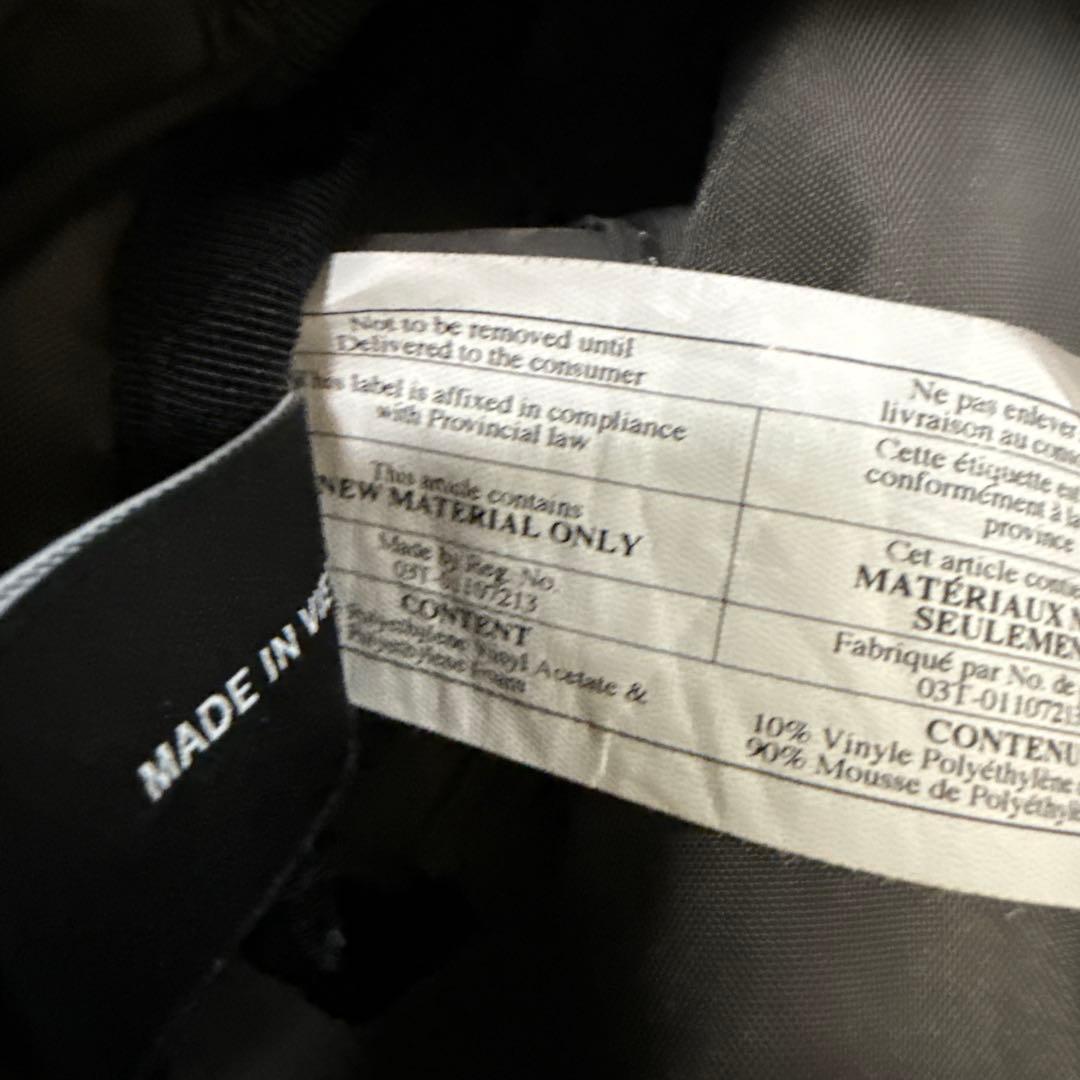 Not to be removed until
Delivered to the consumer
This label is affixed in compliance
with Provincial law
This article contains
NEW MATERIAL ONLY
Made by Reg. No.
03T-01107213
CONTENT
Polyethylene Vinyl Acetate &
Polyethylene Foam
Ne pas enlever
livraison au
Cette étiquette
conformément à la
province
Cet article
MATÉRIAUX
SEULEMEN
Fabriqué par No. de
03T-01107213
CONTENU
10% Vinyle Polyéthylène
90% Mousse de
MADE IN